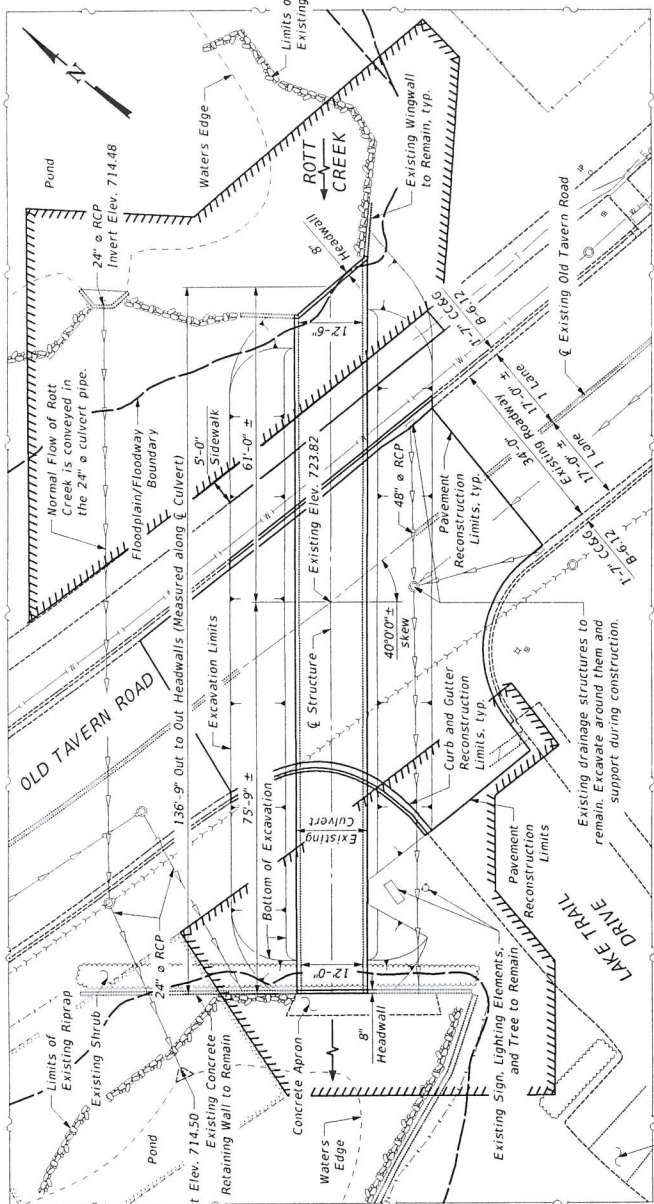 N
Limits o
Existing
Pond
24" ø RCP
Invert Elev. 714.48
Waters Edge
ROTT
CREEK
Existing Wingwall
to Remain, typ.
Normal Flow of Rott
Creek is conveyed in
the 24" ø culvert pipe.
Floodplain/Floodway
Boundary
8"
Headwall
12'-6"
5'-0"
Sidewalk
61'-0" ±
136'-9" Out to Out Headwalls (Measured along ℄ Culvert)
1'-7" CC&G
B-6.12
℄ Existing Old Tavern Road
17'-0" ±
1 Lane
34'-0"
Existing Roadway
17'-0" ±
1 Lane
1'-7" CC&G
B-6.12
OLD TAVERN ROAD
Excavation Limits
75'-9" ±
Existing Elev. 723.82
℄ Structure
48" ø RCP
Pavement
Reconstruction
Limits, typ.
40°0'0" ±
skew
Bottom of Excavation
Existing
Culvert
Curb and Gutter
Reconstruction
Limits, typ.
Existing drainage structures to
remain. Excavate around them and
support during construction.
Limits of
Existing Riprap
Existing Shrub
24" ø RCP
12'-0"
Pavement
Reconstruction
Limits
LAKE TRAIL
DRIVE
Pond
t Elev. 714.50
Existing Concrete
Retaining Wall to Remain
Concrete Apron
Waters
Edge
8"
Headwall
Existing Sign, Lighting Elements,
and Tree to Remain